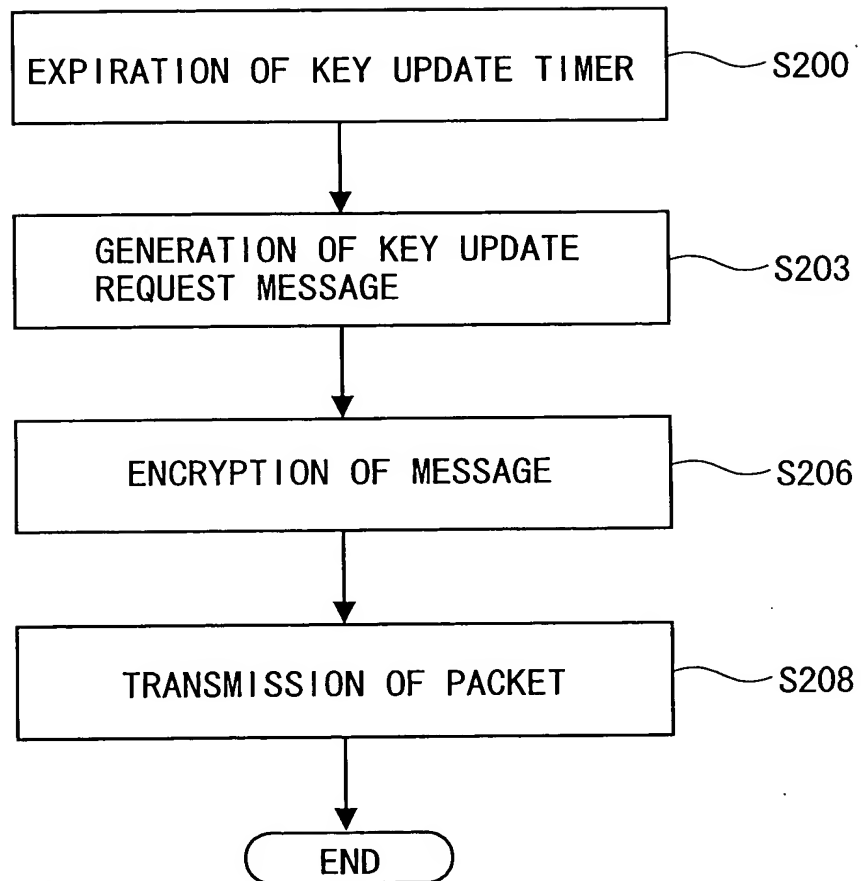 EXPIRATION OF KEY UPDATE TIMER
S200
GENERATION OF KEY UPDATE
REQUEST MESSAGE
S203
ENCRYPTION OF MESSAGE
S206
TRANSMISSION OF PACKET
S208
END